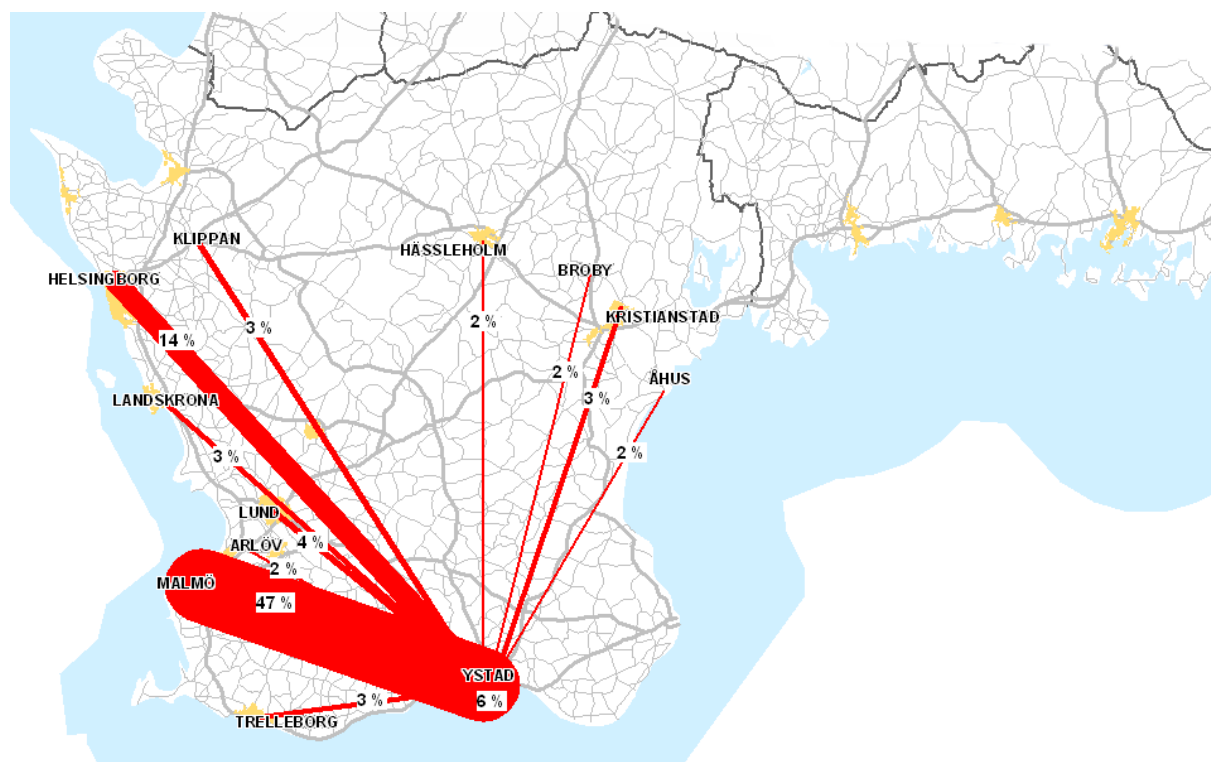 KLIPPAN
HÄSSLEHOLM
BROBY
HELSINGBORG
KRISTIANSTAD
2 %
3 %
14 %
2 %
ÅHUS
LANDSKRONA
3 %
2 %
3 %
LUND
4 %
ARLÖV
2 %
MALMÖ
47 %
YSTAD
6 %
3 %
TRELLEBORG